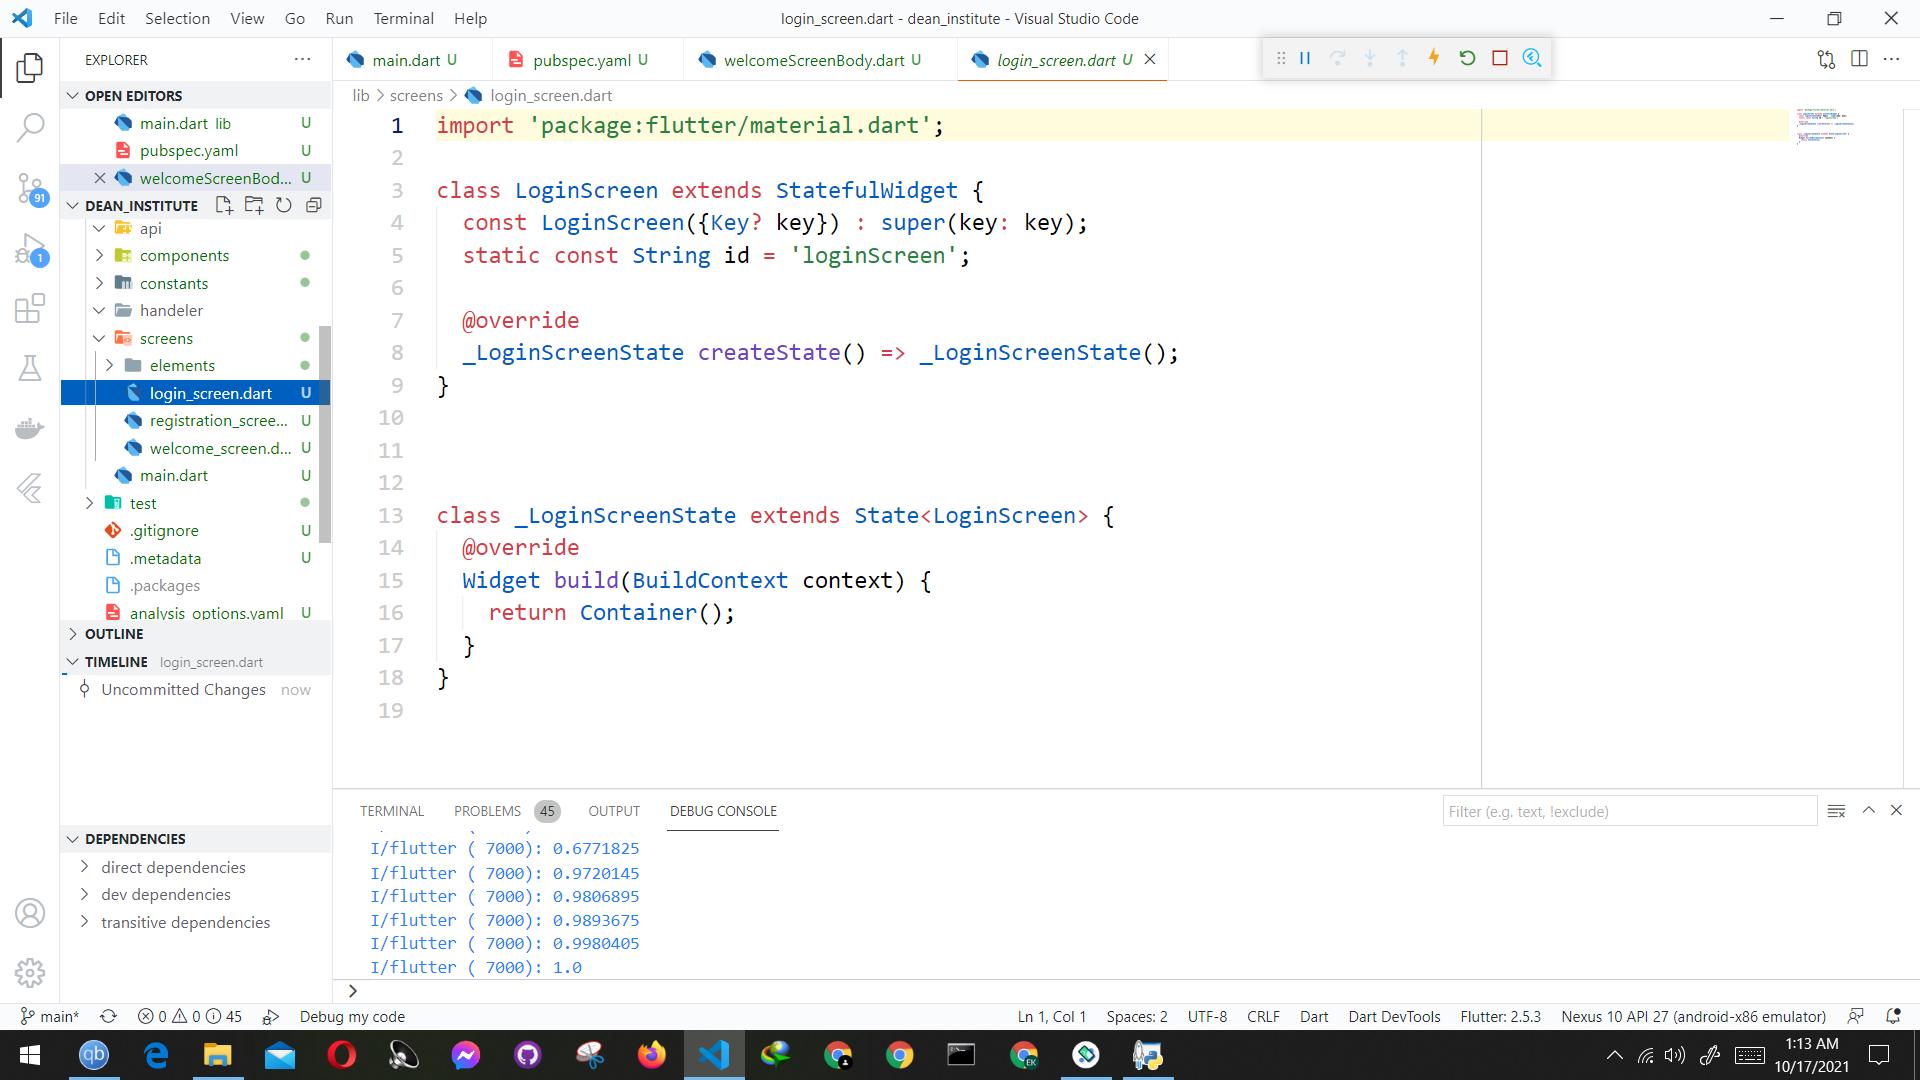 File Edit Selection View Go Run Terminal Help
login_screen.dart - dean_institute - Visual Studio Code
EXPLORER
main.dart U
pubspec.yaml U
welcomeScreenBody.dart U
login_screen.dart U
OPEN EDITORS
main.dart lib U
pubspec.yaml U
welcomeScreenBod... U
DEAN_INSTITUTE
api
components
constants
handeler
screens
elements
login_screen.dart U
registration_scree... U
welcome_screen.d... U
main.dart U
test
.gitignore U
.metadata U
.packages
analysis_options.yaml U
OUTLINE
TIMELINE login_screen.dart
Uncommitted Changes now
DEPENDENCIES
direct dependencies
dev dependencies
transitive dependencies
91
1
lib > screens > login_screen.dart
1 import 'package:flutter/material.dart';
2
3 class LoginScreen extends StatefulWidget {
4 const LoginScreen({Key? key}) : super(key: key);
5 static const String id = 'loginScreen';
6
7 @override
8 _LoginScreenState createState() => _LoginScreenState();
9 }
10
11
12
13 class _LoginScreenState extends State<LoginScreen> {
14 @override
15 Widget build(BuildContext context) {
16 return Container();
17 }
18 }
19
TERMINAL PROBLEMS 45 OUTPUT DEBUG CONSOLE
Filter (e.g. text, !exclude)
I/flutter ( 7000): 0.6771825
I/flutter ( 7000): 0.9720145
I/flutter ( 7000): 0.9806895
I/flutter ( 7000): 0.9893675
I/flutter ( 7000): 0.9980405
I/flutter ( 7000): 1.0
main* 0 0 45 Debug my code
Ln 1, Col 1 Spaces: 2 UTF-8 CRLF Dart Dart DevTools Flutter: 2.5.3 Nexus 10 API 27 (android-x86 emulator)
qb
EK
1:13 AM
10/17/2021